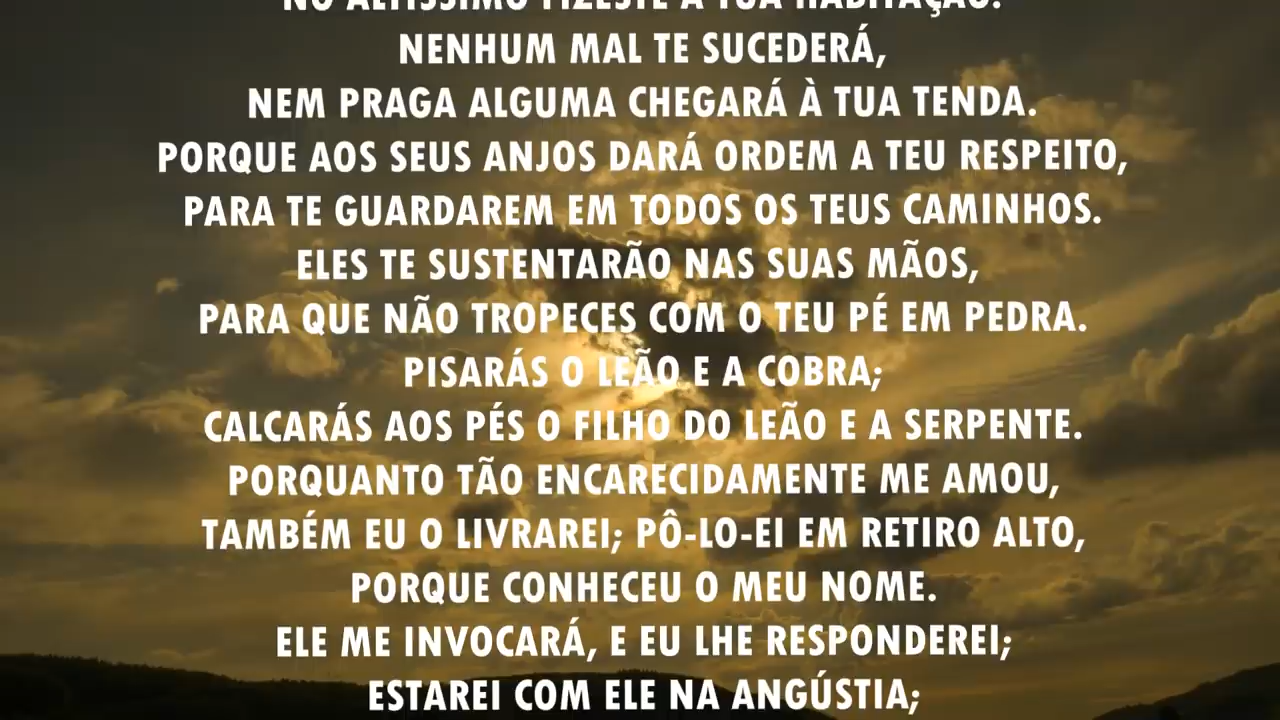 NO ALTÍSSIMO FIZESTE A TUA HABITAÇÃO.
NENHUM MAL TE SUCEDERÁ,
NEM PRAGA ALGUMA CHEGARÁ À TUA TENDA.
PORQUE AOS SEUS ANJOS DARÁ ORDEM A TEU RESPEITO,
PARA TE GUARDAREM EM TODOS OS TEUS CAMINHOS.
ELES TE SUSTENTARÃO NAS SUAS MÃOS,
PARA QUE NÃO TROPECES COM O TEU PÉ EM PEDRA.
PISARÁS O LEÃO E A COBRA;
CALCARÁS AOS PÉS O FILHO DO LEÃO E A SERPENTE.
PORQUANTO TÃO ENCARECIDAMENTE ME AMOU,
TAMBÉM EU O LIVRAREI; PÔ-LO-EI EM RETIRO ALTO,
PORQUE CONHECEU O MEU NOME.
ELE ME INVOCARÁ, E EU LHE RESPONDEREI;
ESTAREI COM ELE NA ANGÚSTIA;